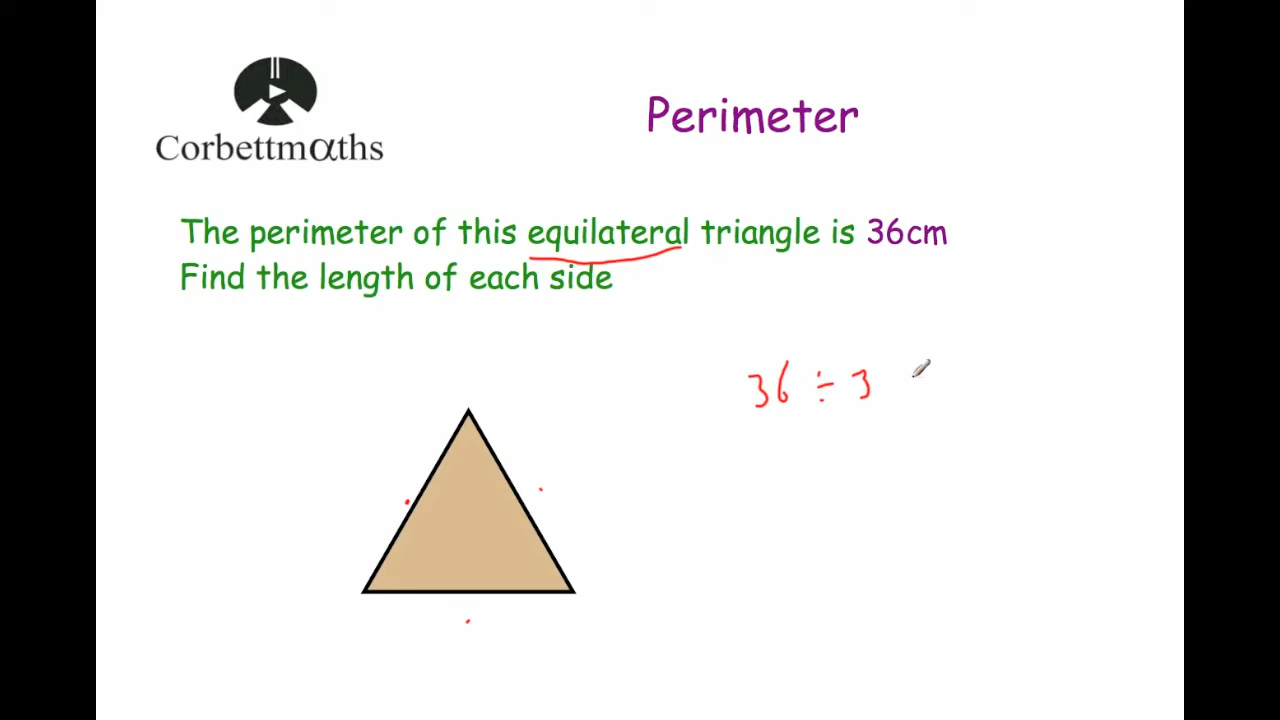 Corbettmαths
Perimeter
The perimeter of this equilateral triangle is 36cm
Find the length of each side
36 ÷ 3